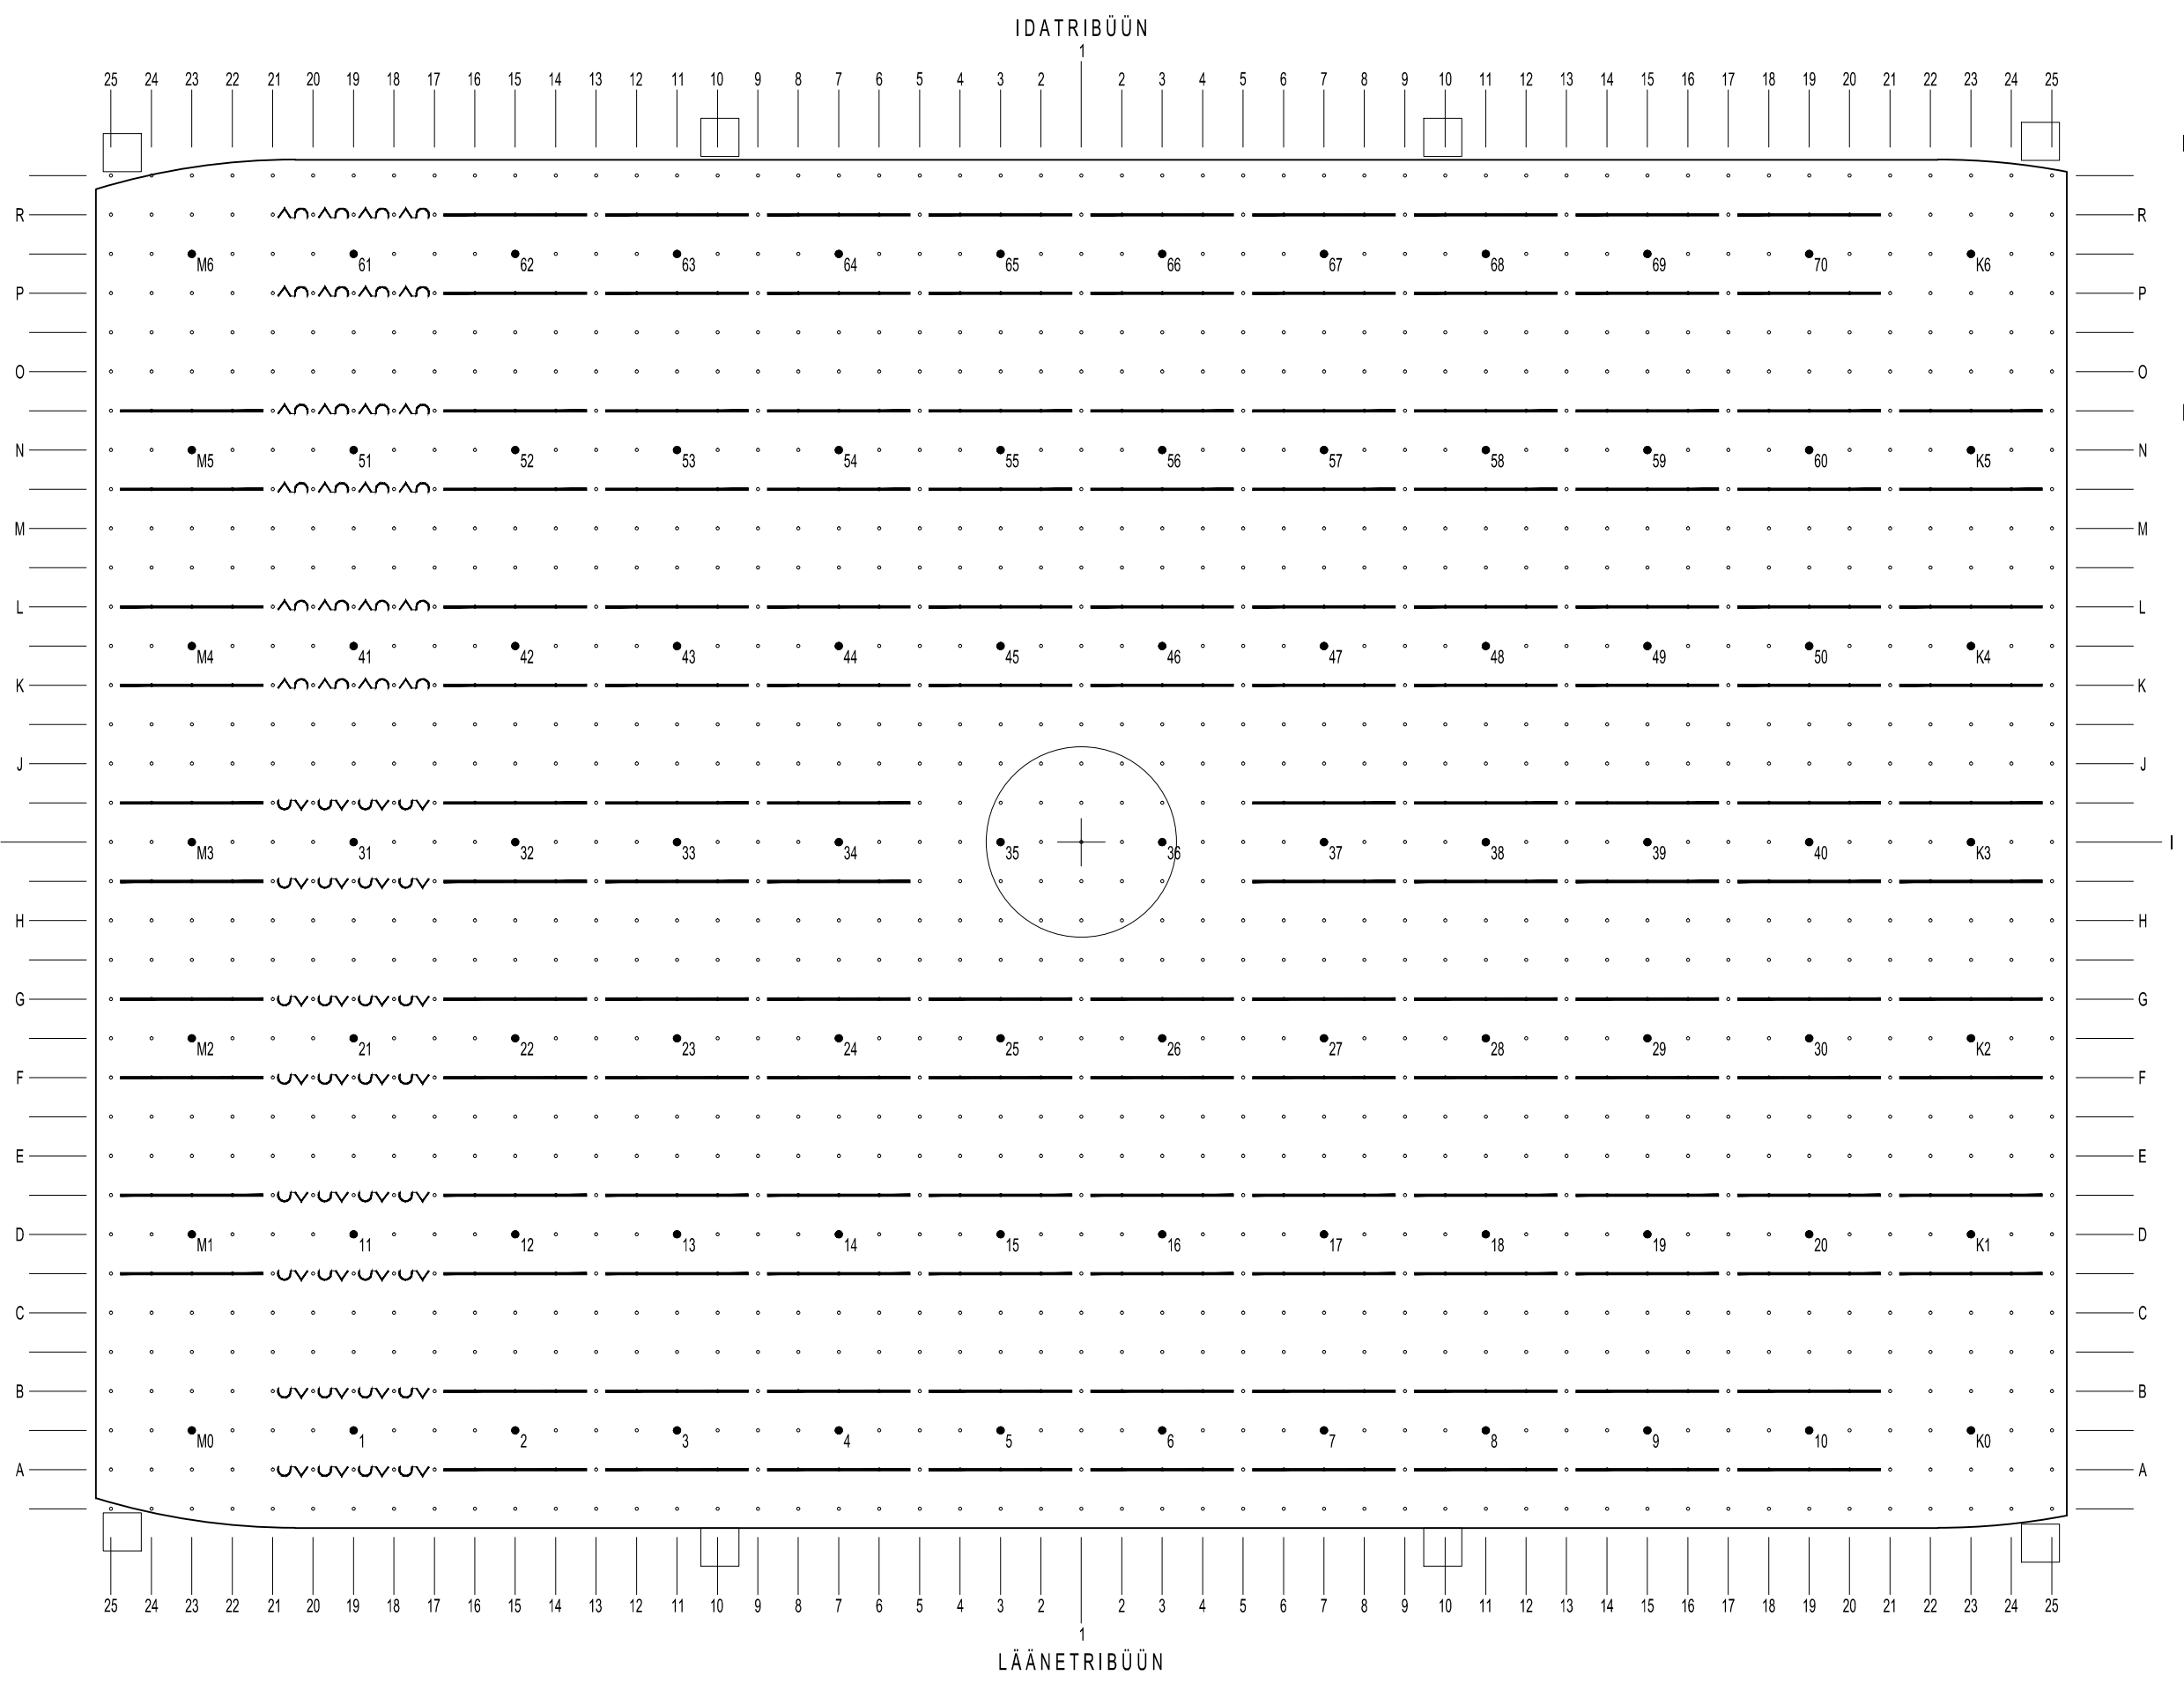 IDATRIBÜÜN
1
25 24 23 22 21 20 19 18 17 16 15 14 13 12 11 10 9 8 7 6 5 4 3 2 2 3 4 5 6 7 8 9 10 11 12 13 14 15 16 17 18 19 20 21 22 23 24 25
R R
M6 61 62 63 64 65 66 67 68 69 70 K6
P P
O O
N N
M5 51 52 53 54 55 56 57 58 59 60 K5
M M
L L
M4 41 42 43 44 45 46 47 48 49 50 K4
K K
J J
I
M3 31 32 33 34 35 36 37 38 39 40 K3
H H
G G
M2 21 22 23 24 25 26 27 28 29 30 K2
F F
E E
D D
M1 11 12 13 14 15 16 17 18 19 20 K1
C C
B B
M0 1 2 3 4 5 6 7 8 9 10 K0
A A
25 24 23 22 21 20 19 18 17 16 15 14 13 12 11 10 9 8 7 6 5 4 3 2 2 3 4 5 6 7 8 9 10 11 12 13 14 15 16 17 18 19 20 21 22 23 24 25
1
LÄÄNETRIBÜÜN